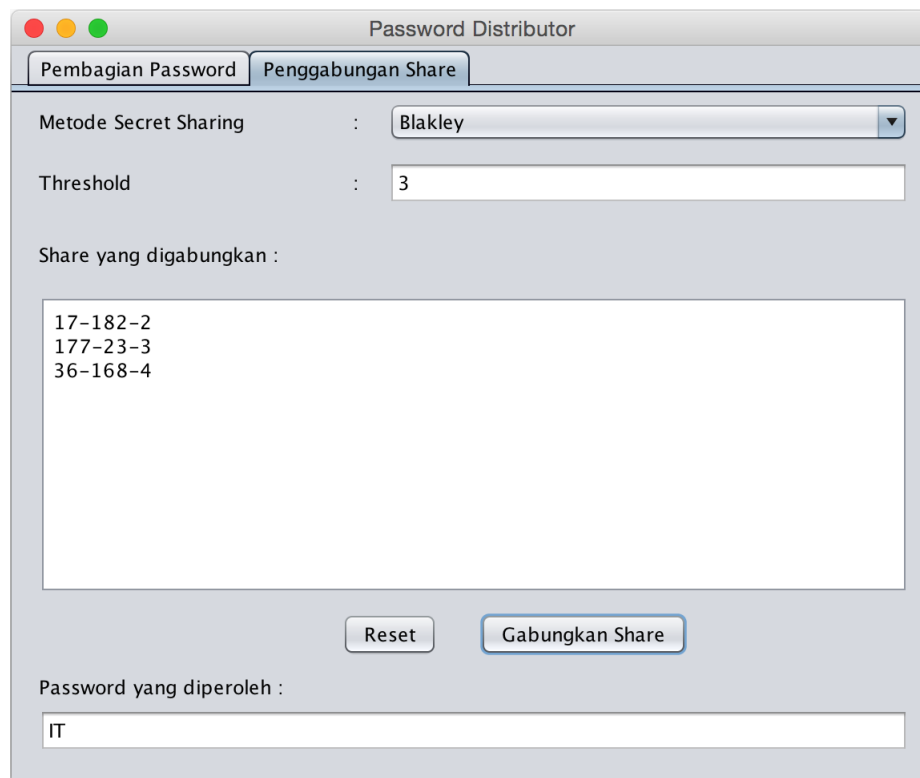 Password Distributor
Pembagian Password Penggabungan Share
Metode Secret Sharing : Blakley
Threshold : 3
Share yang digabungkan :
17-182-2
177-23-3
36-168-4
Reset Gabungkan Share
Password yang diperoleh :
IT